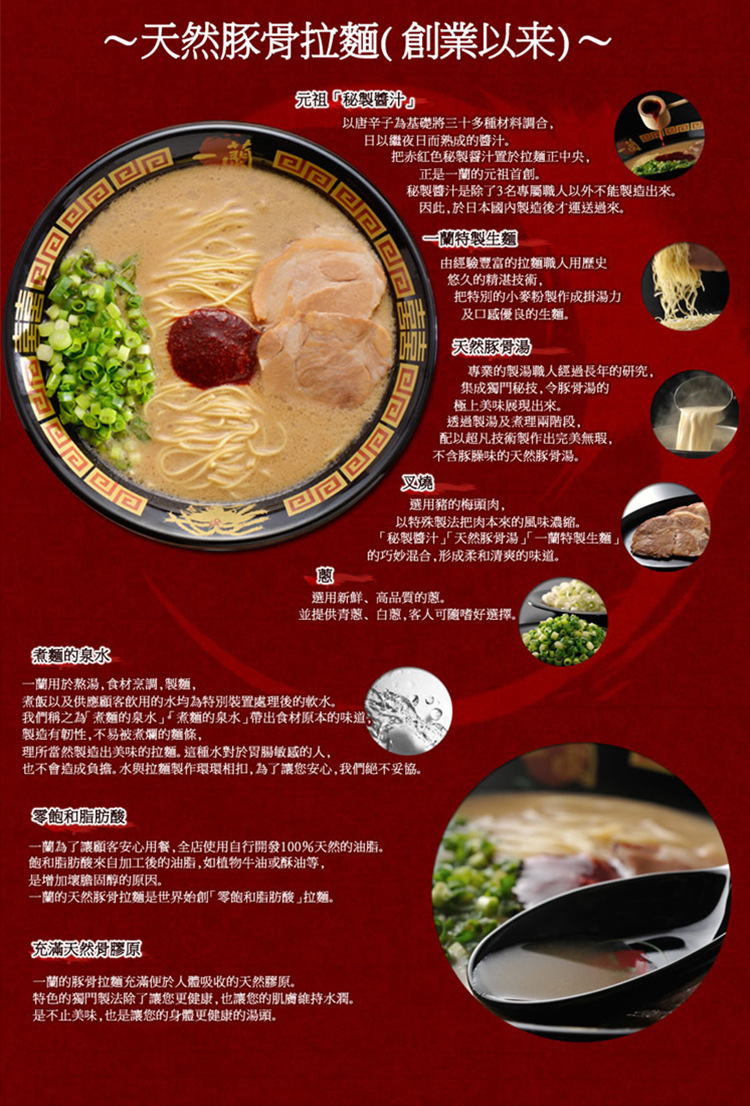 ～天然豚骨拉麵(創業以来)～
元祖「秘製醬汁」
以唐辛子為基礎將三十多種材料調合,
日以繼夜日而熟成的醬汁。
把赤紅色秘製醬汁置於拉麵正中央,
正是一蘭的元祖首創。
秘製醬汁是除了3名專屬職人以外不能製造出來。
因此,於日本國內製造後才運送過來。
一蘭
一蘭特製生麵
由經驗豐富的拉麵職人用歷史
悠久的精湛技術,
把特別的小麥粉製作成掛湯力
及口感優良的生麵。
天然豚骨湯
專業的製湯職人經過長年的研究,
集成獨門秘技,令豚骨湯的
極上美味展現出來。
透過製湯及煮理兩階段,
配以超凡技術製作出完美無瑕,
不含豚臊味的天然豚骨湯。
叉燒
選用豬的梅頭肉,
以特殊製法把肉本來的風味濃縮。
「秘製醬汁」「天然豚骨湯」「一蘭特製生麵」
的巧妙混合,形成柔和清爽的味道。
蔥
選用新鮮、高品質的蔥。
並提供青蔥、白蔥,客人可隨嗜好選擇。
煮麵的泉水
一蘭用於熬湯,食材烹調,製麵,
煮飯以及供應顧客飲用的水均為特別裝置處理後的軟水。
我們稱之為「煮麵的泉水」。「煮麵的泉水」帶出食材原本的味道,
製造有韌性,不易被煮爛的麵條,
理所當然製造出美味的拉麵。這種水對於胃腸敏感的人,
也不會造成負擔。水與拉麵製作環環相扣,為了讓您安心,我們絕不妥協。
零飽和脂肪酸
一蘭為了讓顧客安心用餐,全店使用自行開發100%天然的油脂。
飽和脂肪酸來自加工後的油脂,如植物牛油或酥油等,
是增加壞膽固醇的原因。
一蘭的天然豚骨拉麵是世界始創「零飽和脂肪酸」拉麵。
充滿天然骨膠原
一蘭的豚骨拉麵充滿便於人體吸收的天然膠原。
特色的獨門製法除了讓您更健康,也讓您的肌膚維持水潤。
是不止美味,也是讓您的身體更健康的湯頭。